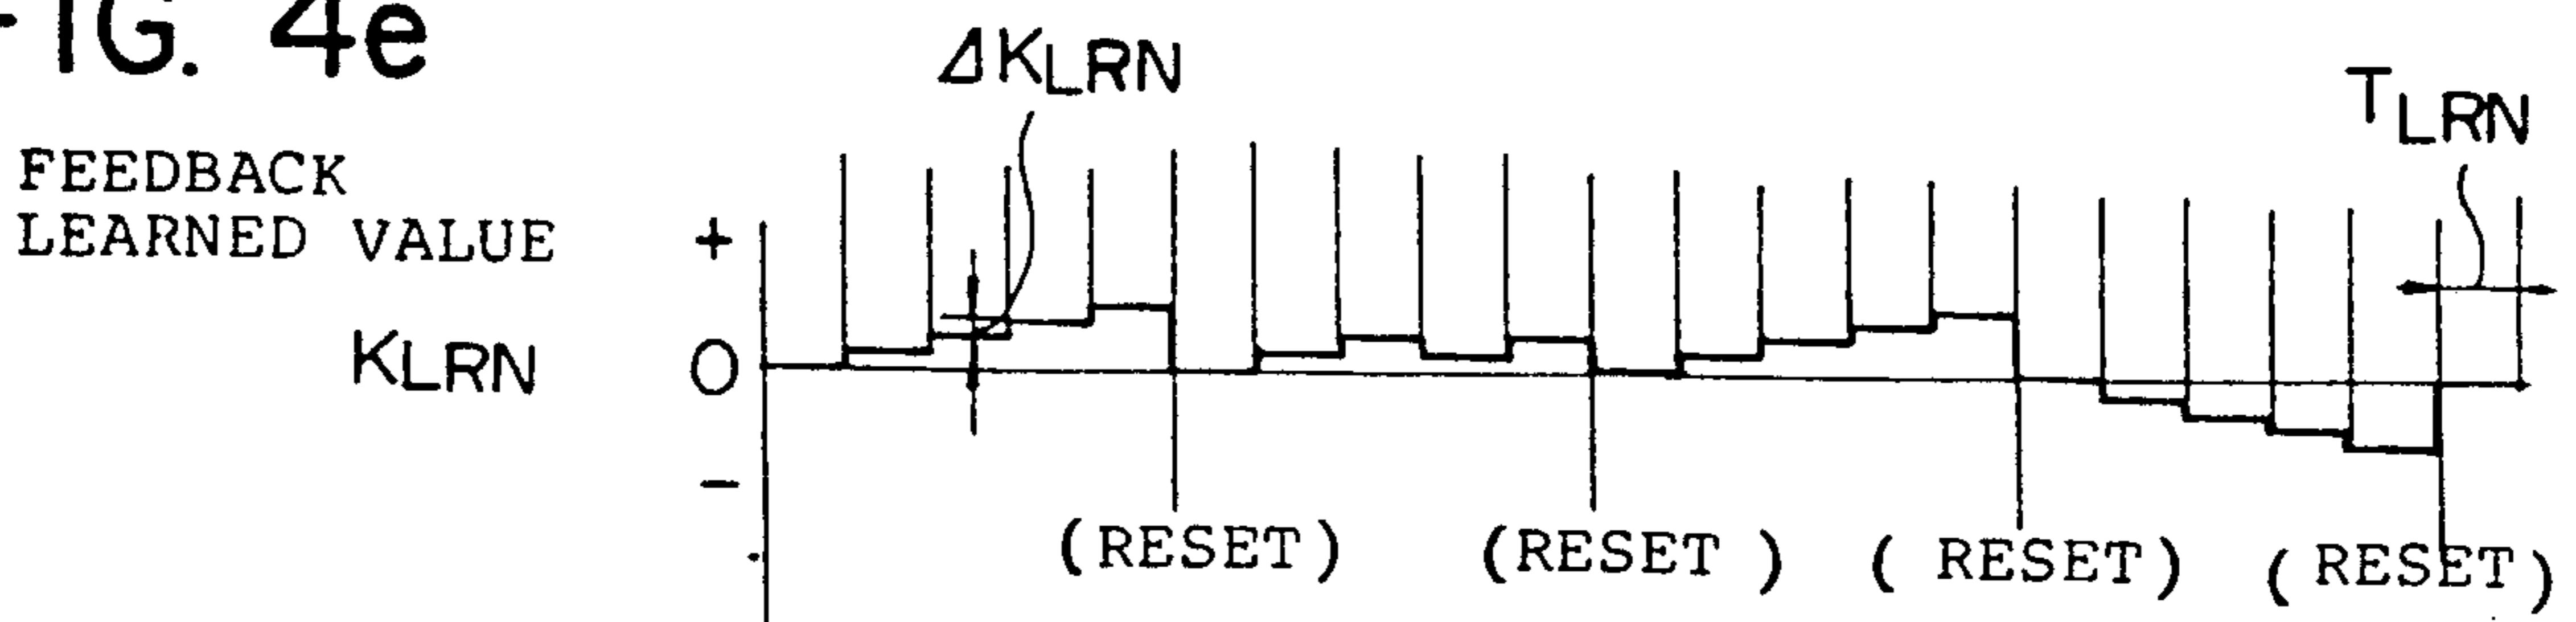 FIG. 4e
ΔKLRN
TLRN
FEEDBACK
LEARNED VALUE
+
KLRN
0
−
(RESET)
(RESET)
(RESET)
(RESET)